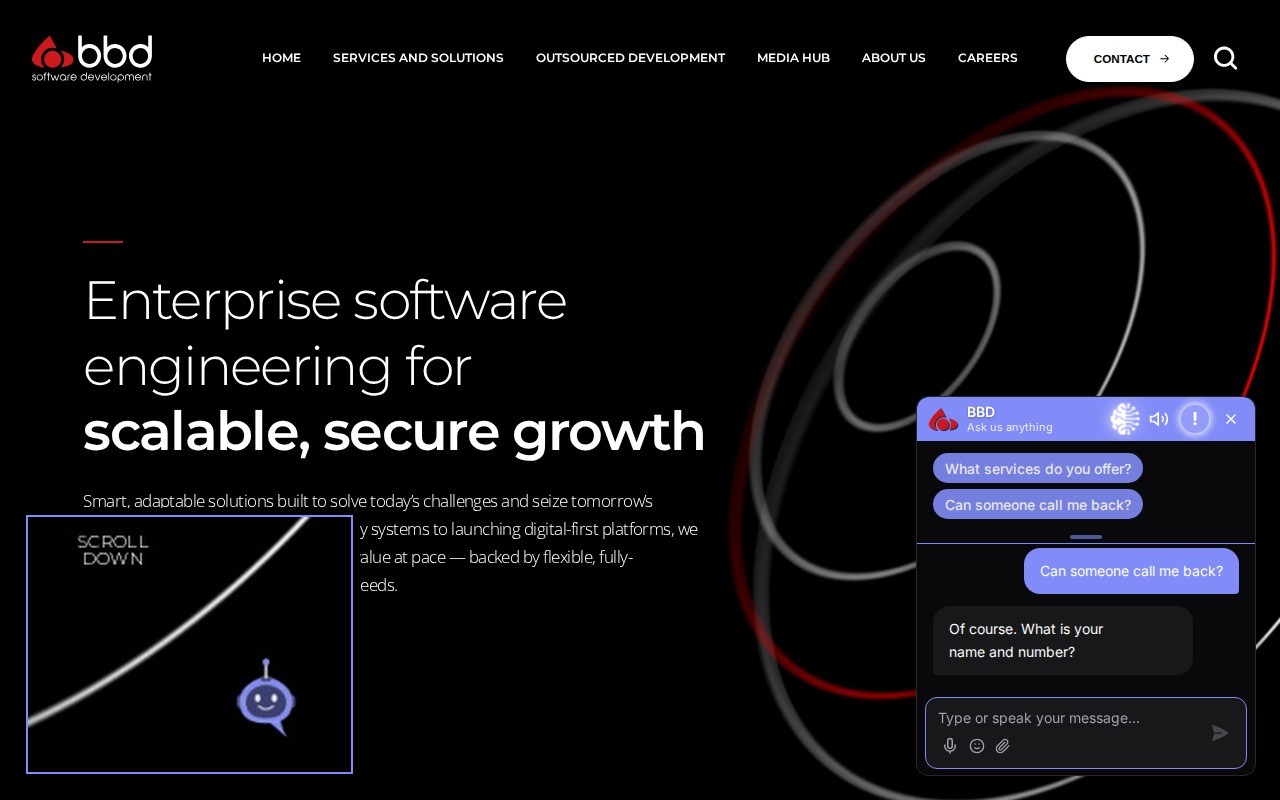 bbd
software development
HOME
SERVICES AND SOLUTIONS
OUTSOURCED DEVELOPMENT
MEDIA HUB
ABOUT US
CAREERS
CONTACT →
Enterprise software
engineering for
scalable, secure growth
Smart, adaptable solutions built to solve today's challenges and seize tomorrow's
y systems to launching digital-first platforms, we
alue at pace — backed by flexible, fully-
eeds.
SCROLL
DOWN
BBD
Ask us anything
!
What services do you offer?
Can someone call me back?
Can someone call me back?
Of course. What is your
name and number?
Type or speak your message...